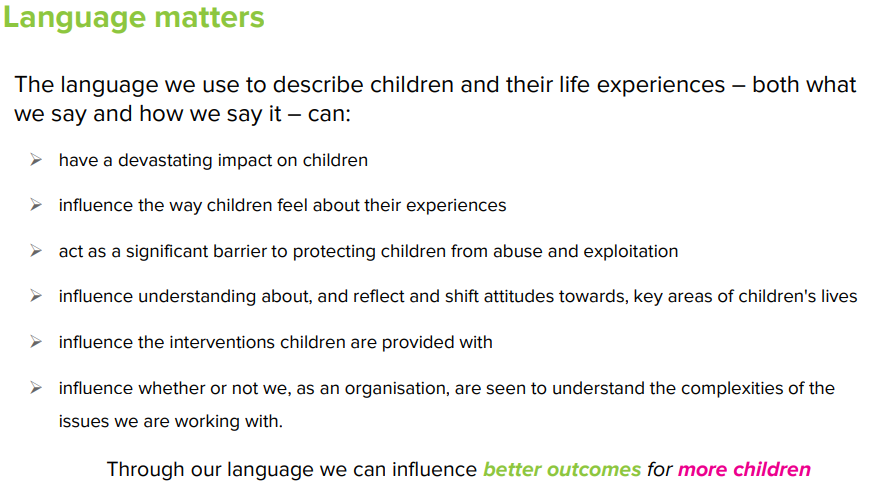 Language matters
The language we use to describe children and their life experiences – both what
we say and how we say it – can:
➢ have a devastating impact on children
➢ influence the way children feel about their experiences
➢ act as a significant barrier to protecting children from abuse and exploitation
➢ influence understanding about, and reflect and shift attitudes towards, key areas of children's lives
➢ influence the interventions children are provided with
➢ influence whether or not we, as an organisation, are seen to understand the complexities of the
issues we are working with.
Through our language we can influence better outcomes for more children